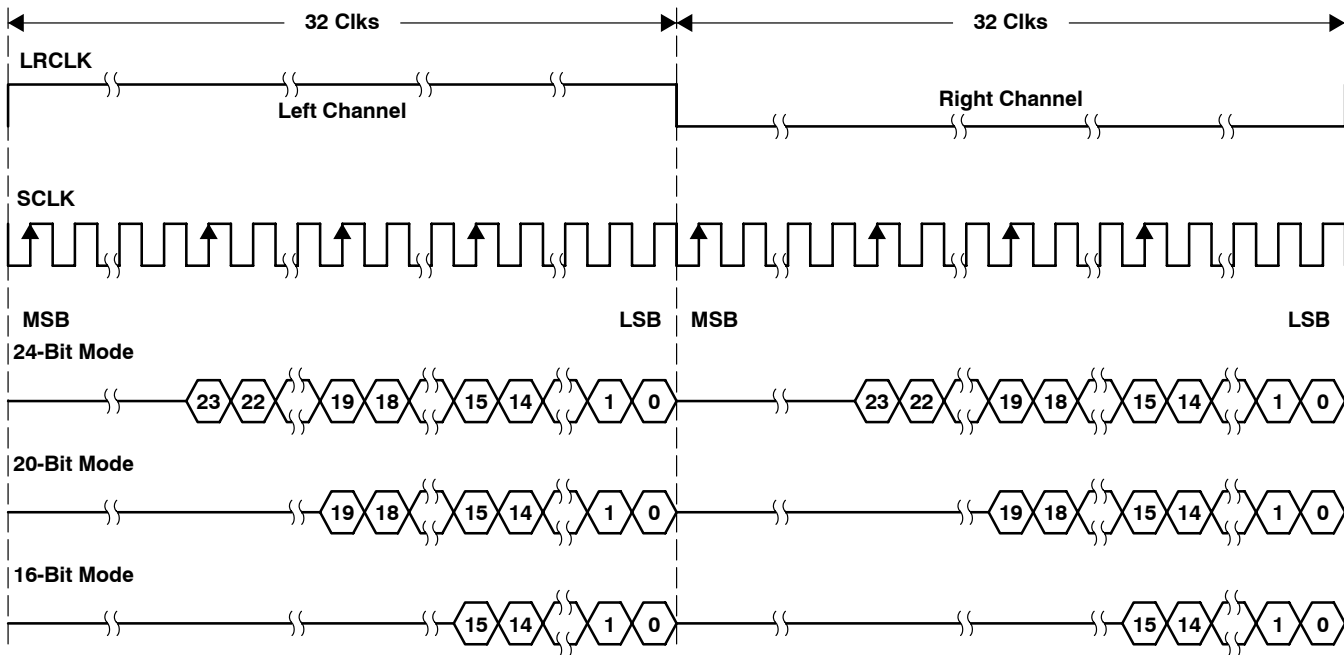 32 Clks 32 Clks
LRCLK
Left Channel Right Channel
SCLK
MSB LSB MSB LSB
24-Bit Mode
23 22 19 18 15 14 1 0 23 22 19 18 15 14 1 0
20-Bit Mode
19 18 15 14 1 0 19 18 15 14 1 0
16-Bit Mode
15 14 1 0 15 14 1 0